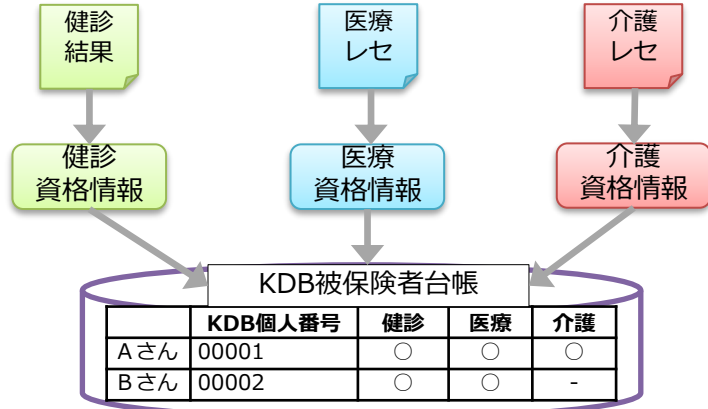 健診
結果
医療
レセ
介護
レセ
健診
資格情報
医療
資格情報
介護
資格情報
KDB被保険者台帳
KDB個人番号 健診 医療 介護
Aさん 00001 ○ ○ ○
Bさん 00002 ○ ○ -